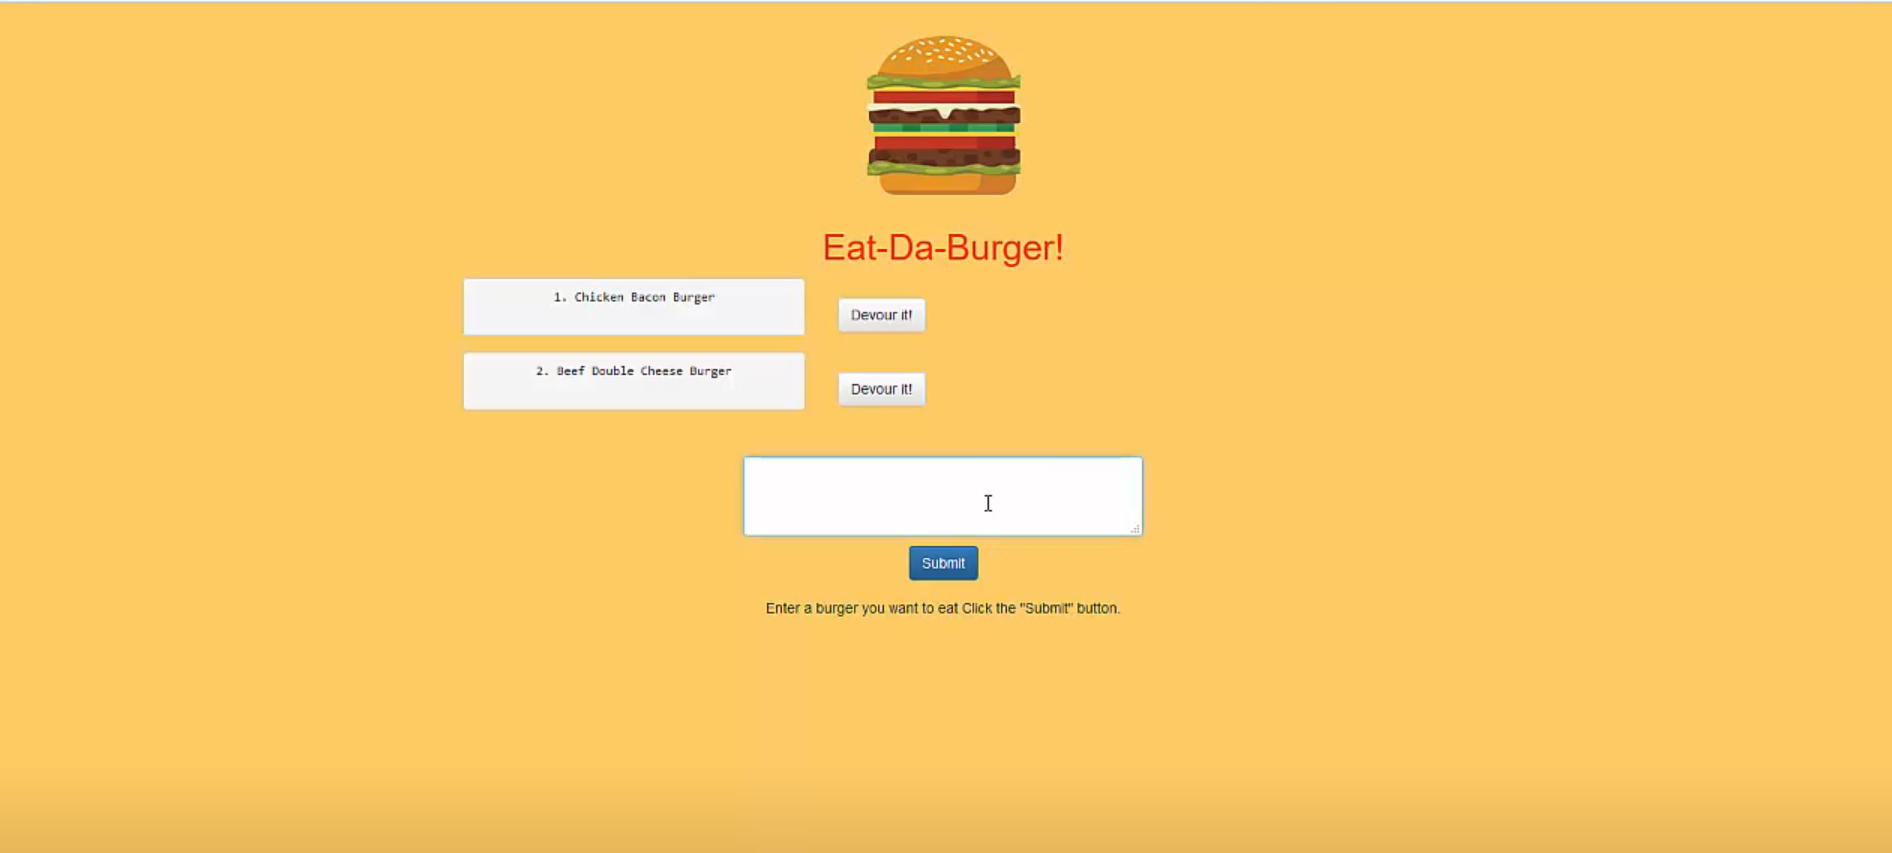 Eat-Da-Burger!
1. Chicken Bacon Burger
Devour it!
2. Beef Double Cheese Burger
Devour it!
Submit
Enter a burger you want to eat Click the "Submit" button.